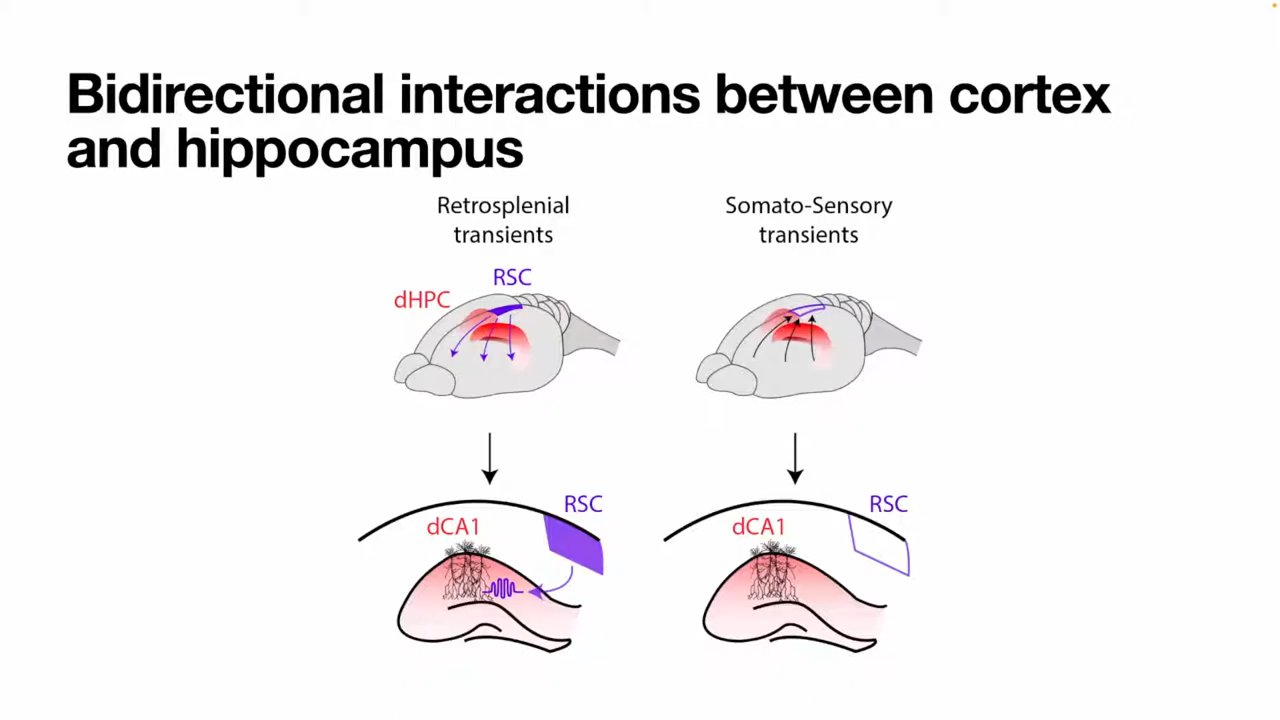 Bidirectional interactions between cortex
and hippocampus
Retrosplenial
transients
RSC
dHPC
RSC
dCA1
Somato-Sensory
transients
RSC
dCA1